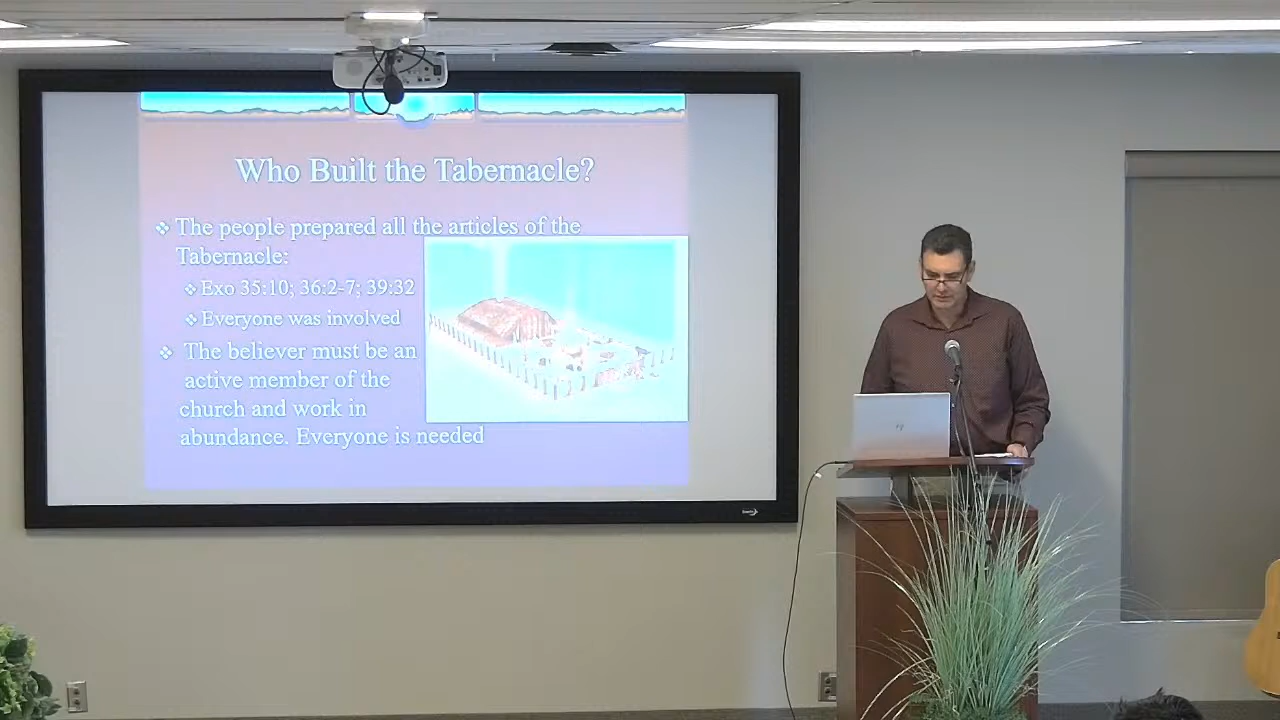 Who Built the Tabernacle?
❖ The people prepared all the articles of the
Tabernacle:
❖ Exo 35:10; 36:2-7; 39:32
❖ Everyone was involved
❖ The believer must be an
active member of the
church and work in
abundance. Everyone is needed
hp